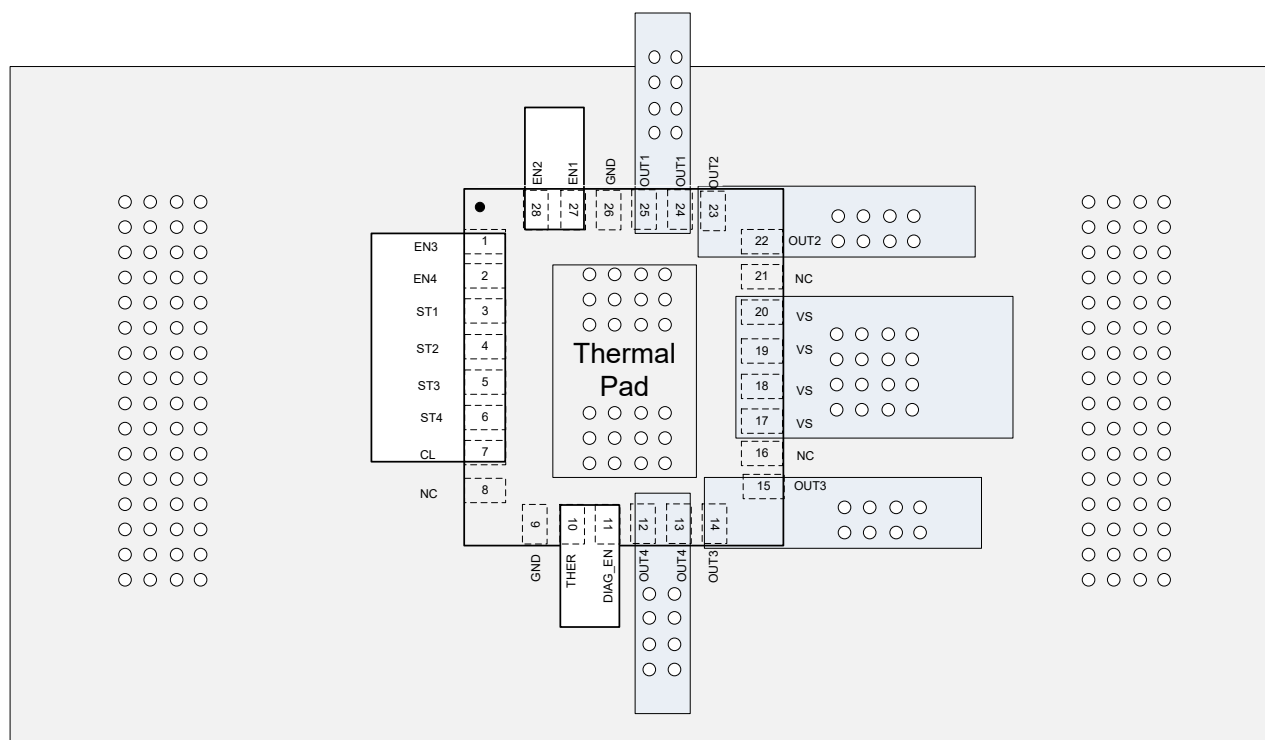 EN2
EN1
GND
OUT1
OUT1
OUT2
28
27
26
25
24
23
EN3
1
EN4
2
ST1
3
ST2
4
ST3
5
ST4
6
CL
7
NC
8
22
OUT2
21
NC
20
VS
19
VS
18
VS
17
VS
16
NC
15
OUT3
Thermal
Pad
9
10
11
12
13
14
GND
THER
DIAG_EN
OUT4
OUT4
OUT3